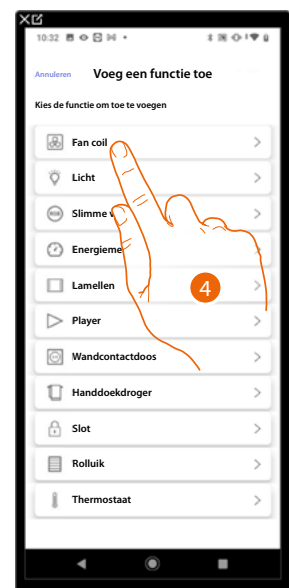 10:32
Annuleren
Voeg een functie toe
Kies de functie om toe te voegen
Fan coil
Licht
Slimme
Energieme
Lamellen
4
Player
Wandcontactdoos
Handdoekdroger
Slot
Rolluik
Thermostaat